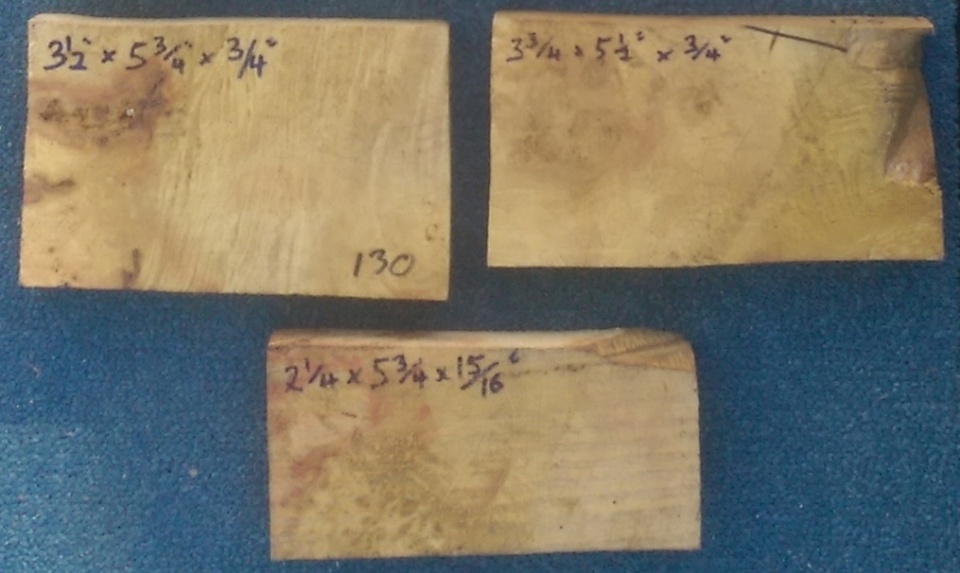 3½" × 5¾" × ¾"
130
3¾ × 5½" × ¾"
2¼ × 5¾ × 15/16"